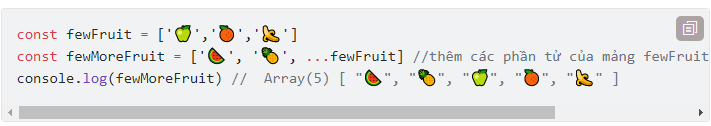 const fewFruit = ['🍏','🍊','🍌']
const fewMoreFruit = ['🍉', '🍍', ...fewFruit] //thêm các phần tử của mảng fewFruit
console.log(fewMoreFruit) //  Array(5) [ "🍉", "🍍", "🍏", "🍊", "🍌" ]